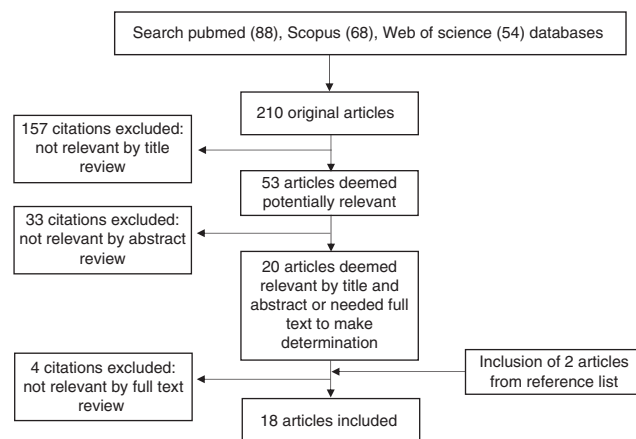 Search pubmed (88), Scopus (68), Web of science (54) databases
210 original articles
157 citations excluded:
not relevant by title
review
53 articles deemed
potentially relevant
33 citations excluded:
not relevant by abstract
review
20 articles deemed
relevant by title and
abstract or needed full
text to make
determination
4 citations excluded:
not relevant by full text
review
Inclusion of 2 articles
from reference list
18 articles included